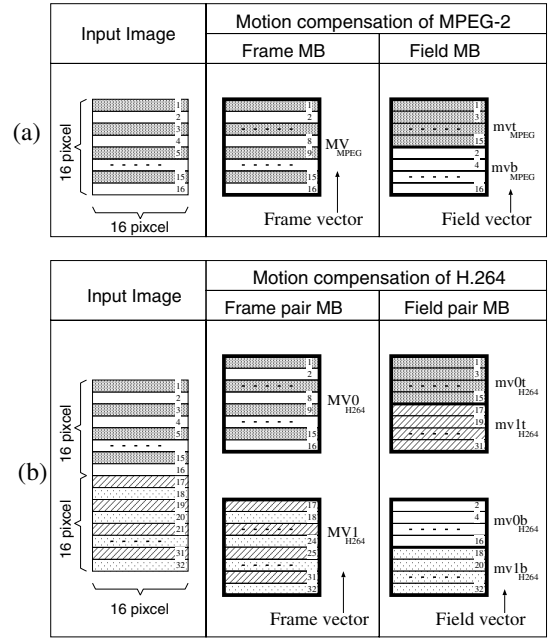 Input Image
Motion compensation of MPEG-2
Frame MB
Field MB
(a)
16 pixcel
1
2
3
4
5
15
16
16 pixcel
1
2
8
9
15
16
MV
MPEG
Frame vector
1
3
15
2
4
16
mvt
MPEG
mvb
MPEG
Field vector
Input Image
Motion compensation of H.264
Frame pair MB
Field pair MB
(b)
16 pixcel
16 pixcel
1
2
3
4
5
15
16
17
18
19
20
21
31
32
16 pixcel
1
2
8
9
15
16
MV0
H264
17
18
24
25
31
32
MV1
H264
Frame vector
1
3
15
17
19
31
mv0t
H264
mv1t
H264
2
4
16
18
20
32
mv0b
H264
mv1b
H264
Field vector